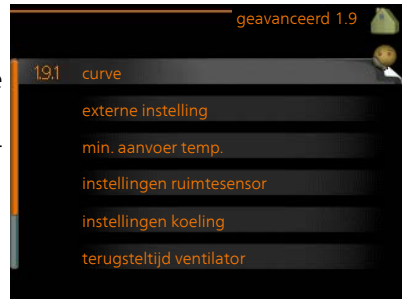 geavanceerd 1.9
1.9.1 curve
externe instelling
min. aanvoer temp.
instellingen ruimtesensor
instellingen koeling
terugsteltijd ventilator